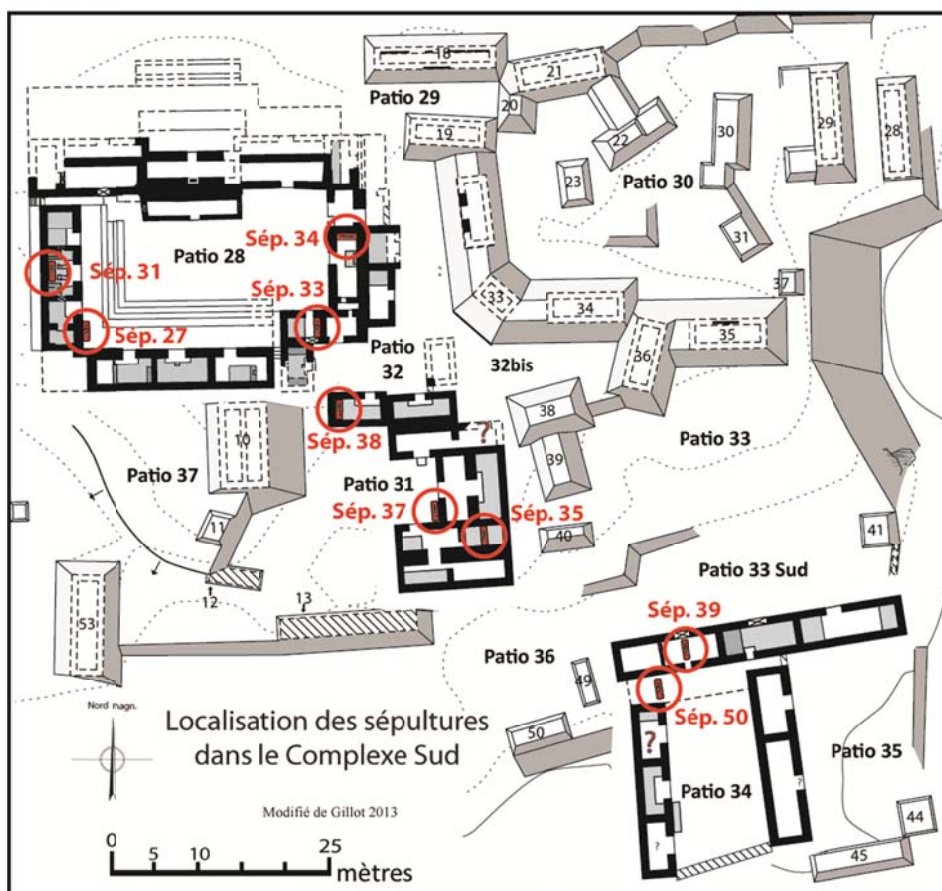 18
Patio 29
21
20
19
22
30
29
28
23
Patio 30
31
Patio 28
Sép. 34
Sép. 31
Sép. 33
Sép. 27
33
34
37
36
35
Patio
32
32bis
38
Sép. 38
?
39
Patio 33
10
Patio 37
Patio 31
Sép. 37
Sép. 35
11
40
41
12
13
53
Patio 33 Sud
Sép. 39
Patio 36
49
Sép. 50
50
?
Patio 34
?
?
Patio 35
44
45
Nord magn.
Localisation des sépultures
dans le Complexe Sud
Modifié de Gillot 2013
0 5 10 25
mètres